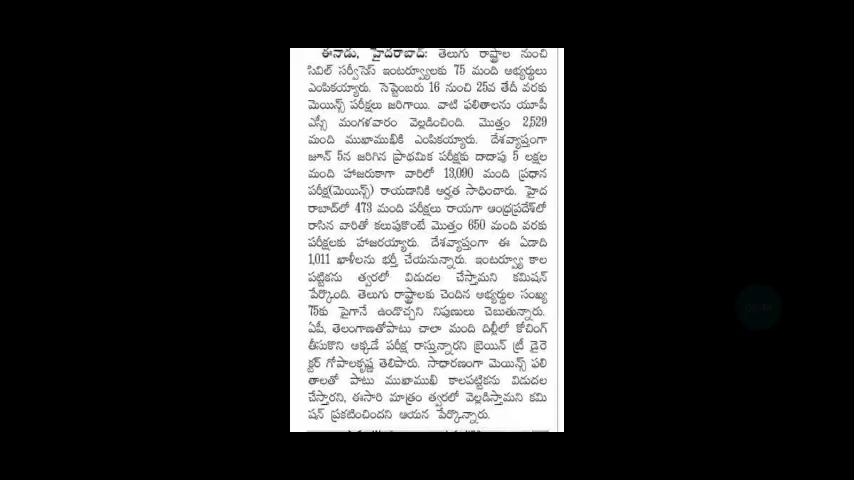 ఈనాడు, హైదరాబాద్: తెలుగు రాష్ట్రాల నుంచి
సివిల్ సర్వీసెస్ ఇంటర్వ్యూలకు 75 మంది అభ్యర్థులు
ఎంపికయ్యారు. సెప్టెంబరు 16 నుంచి 25వ తేదీ వరకు
మెయిన్స్ పరీక్షలు జరిగాయి. వాటి ఫలితాలను యూపీ
ఎస్సీ మంగళవారం వెల్లడించింది. మొత్తం 2,529
మంది ముఖాముఖికి ఎంపికయ్యారు. దేశవ్యాప్తంగా
జూన్ 5న జరిగిన ప్రాథమిక పరీక్షకు దాదాపు 5 లక్షల
మంది హాజరుకాగా వారిలో 13,090 మంది ప్రధాన
పరీక్ష(మెయిన్స్) రాయడానికి అర్హత సాధించారు. హైద
రాబాద్‌లో 473 మంది పరీక్షలు రాయగా ఆంధ్రప్రదేశ్‌లో
రాసిన వారితో కలుపుకొంటే మొత్తం 650 మంది వరకు
పరీక్షలకు హాజరయ్యారు. దేశవ్యాప్తంగా ఈ ఏడాది
1,011 ఖాళీలను భర్తీ చేయనున్నారు. ఇంటర్వ్యూ కాల
పట్టికను త్వరలో విడుదల చేస్తామని కమిషన్
పేర్కొంది. తెలుగు రాష్ట్రాలకు చెందిన అభ్యర్థుల సంఖ్య
75కు పైగానే ఉండొచ్చని నిపుణులు చెబుతున్నారు.
ఏపీ, తెలంగాణతోపాటు చాలా మంది దిల్లీలో కోచింగ్
తీసుకొని అక్కడే పరీక్ష రాస్తున్నారని బ్రెయిన్ ట్రీ డైరె
క్టర్ గోపాలకృష్ణ తెలిపారు. సాధారణంగా మెయిన్స్ ఫలి
తాలతో పాటు ముఖాముఖి కాలపట్టికను విడుదల
చేస్తారని, ఈసారి మాత్రం త్వరలో వెల్లడిస్తామని కమి
షన్ ప్రకటించిందని ఆయన పేర్కొన్నారు.